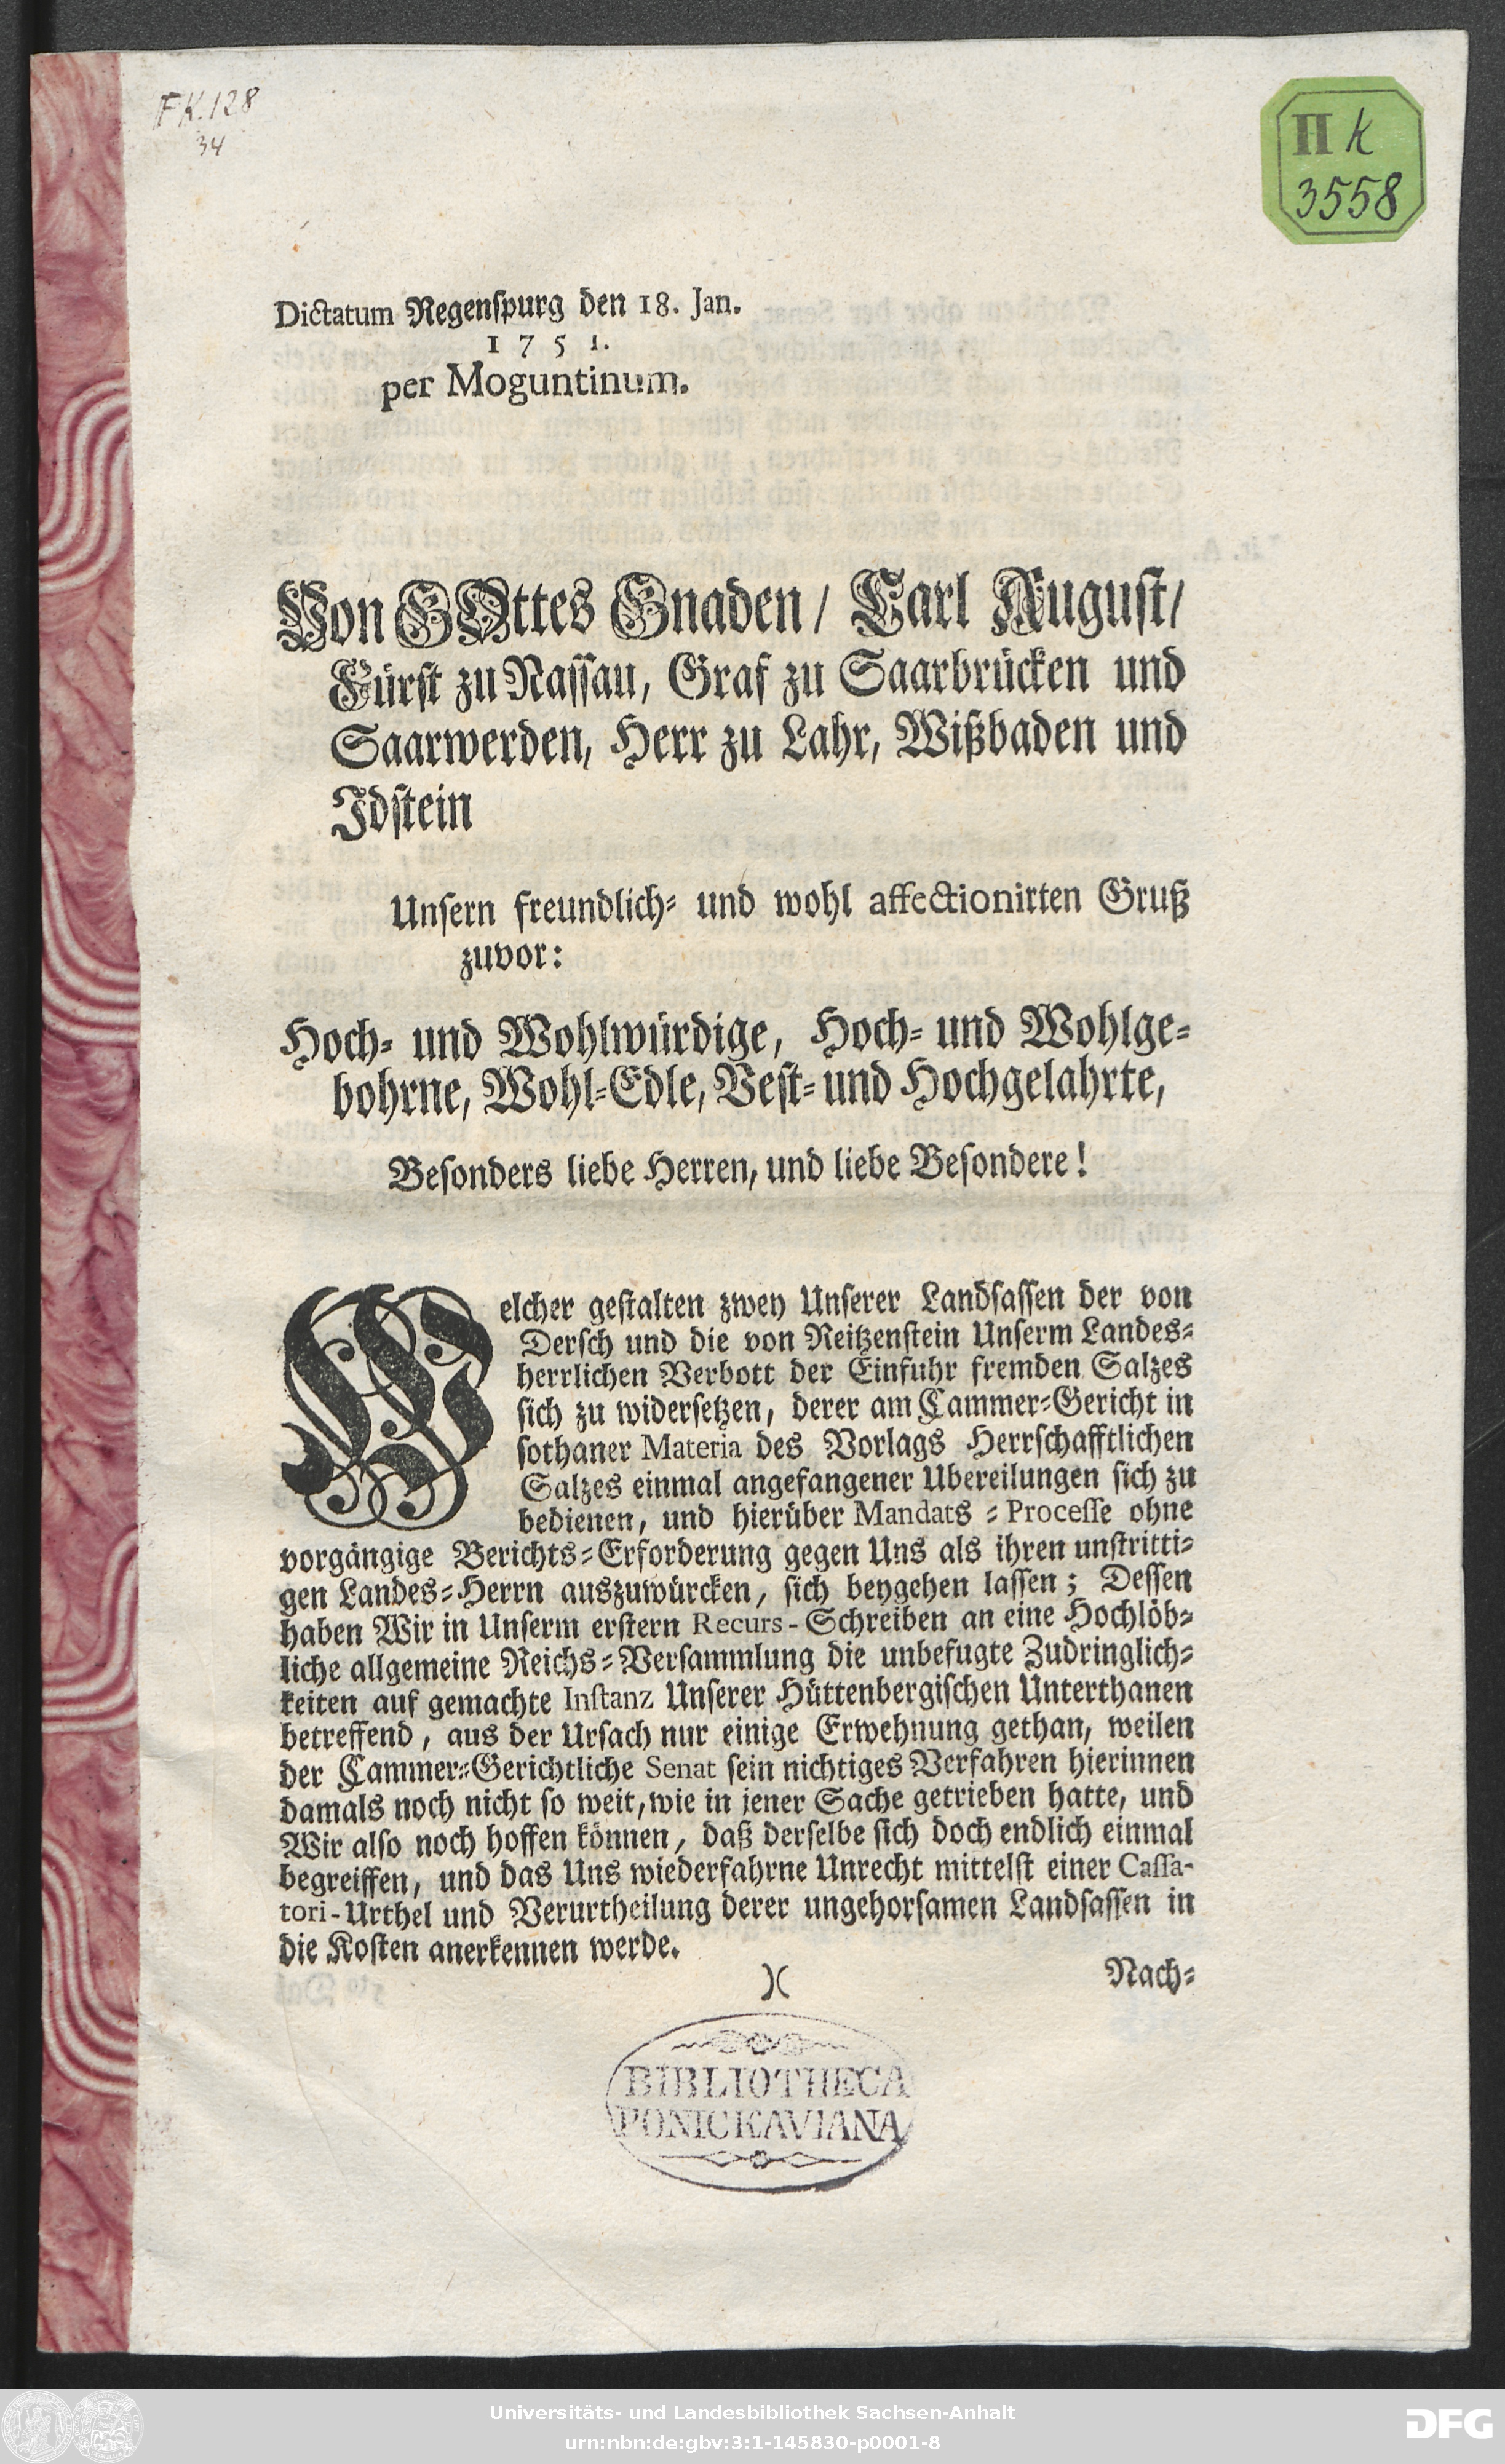 FK.128
34
II k
3558
Dictatum Regenſpurg den 18. Jan.
1751.
per Moguntinum.
Von GOttes Gnaden/ Carl Auguſt/
Fürſt zu Naſſau, Graf zu Saarbrücken und
Saarwerden, Herr zu Lahr, Wißbaden und
Idſtein
Unſern freundlich- und wohl affectionirten Gruß
zuvor:
Hoch- und Wohlwürdige, Hoch- und Wohlge-
bohrne, Wohl-Edle, Veſt- und Hochgelahrte,
Beſonders liebe Herren, und liebe Beſondere!
Welcher geſtalten zwey Unſerer Landſaſſen der von
Derſch und die von Reitzenſtein Unſerm Landes-
herrlichen Verbott der Einfuhr fremden Salzes
ſich zu widerſetzen, derer am Cammer-Gericht in
ſothaner Materia des Vorlags Herrſchafftlichen
Salzes einmal angefangener Ubereilungen ſich zu
bedienen, und hierüber Mandats-Proceſſe ohne
vorgängige Berichts-Erforderung gegen Uns als ihren unſtritti-
gen Landes-Herrn auszuwürcken, ſich beygehen laſſen; Deſſen
haben Wir in Unſerm erſtern Recurs-Schreiben an eine Hochlöb-
liche allgemeine Reichs-Verſammlung die unbefugte Zudringlich-
keiten auf gemachte Inſtanz Unſerer Hüttenbergiſchen Unterthanen
betreffend, aus der Urſach nur einige Erwehnung gethan, weilen
der Cammer-Gerichtliche Senat ſein nichtiges Verfahren hierinnen
damals noch nicht ſo weit, wie in jener Sache getrieben hatte, und
Wir alſo noch hoffen können, daß derſelbe ſich doch endlich einmal
begreiffen, und das Uns wiederfahrne Unrecht mittelſt einer Caſſa-
tori-Urthel und Verurtheilung derer ungehorſamen Landſaſſen in
die Koſten anerkennen werde.
)(
Nach-
BIBLIOTHECA
PONICKAVIANA
Universitäts- und Landesbibliothek Sachsen-Anhalt
urn:nbn:de:gbv:3:1-145830-p0001-8
DFG